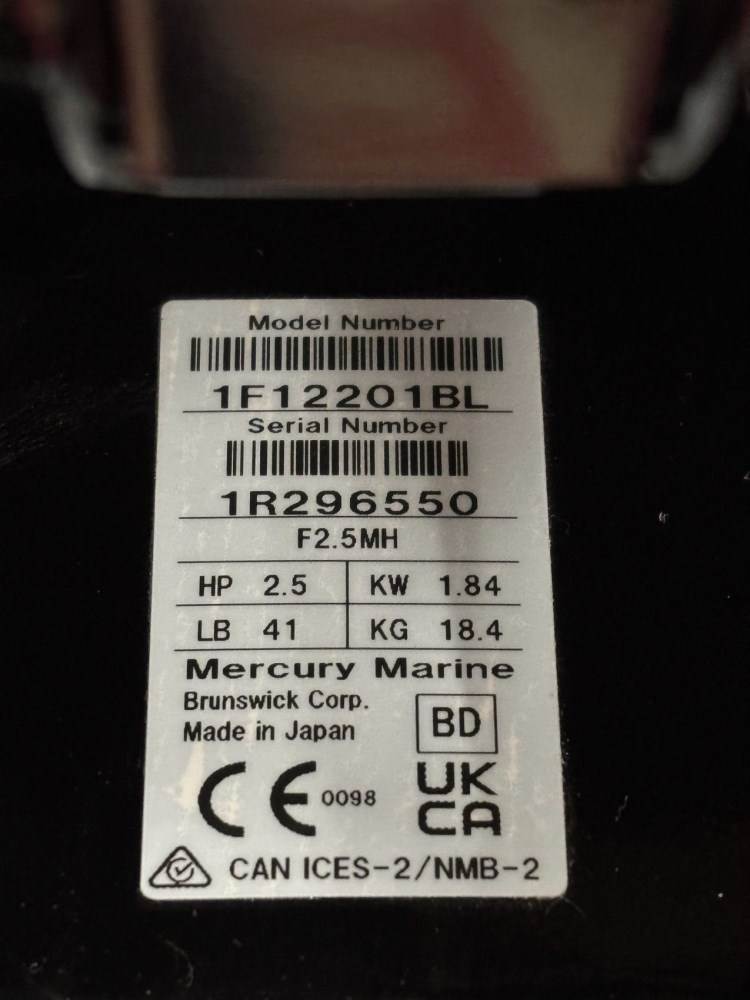 Model Number
1F12201BL
Serial Number
1R296550
F2.5MH
HP 2.5 KW 1.84
LB 41 KG 18.4
Mercury Marine
Brunswick Corp.
Made in Japan
BD
CE 0098
UK
CA
CAN ICES-2/NMB-2